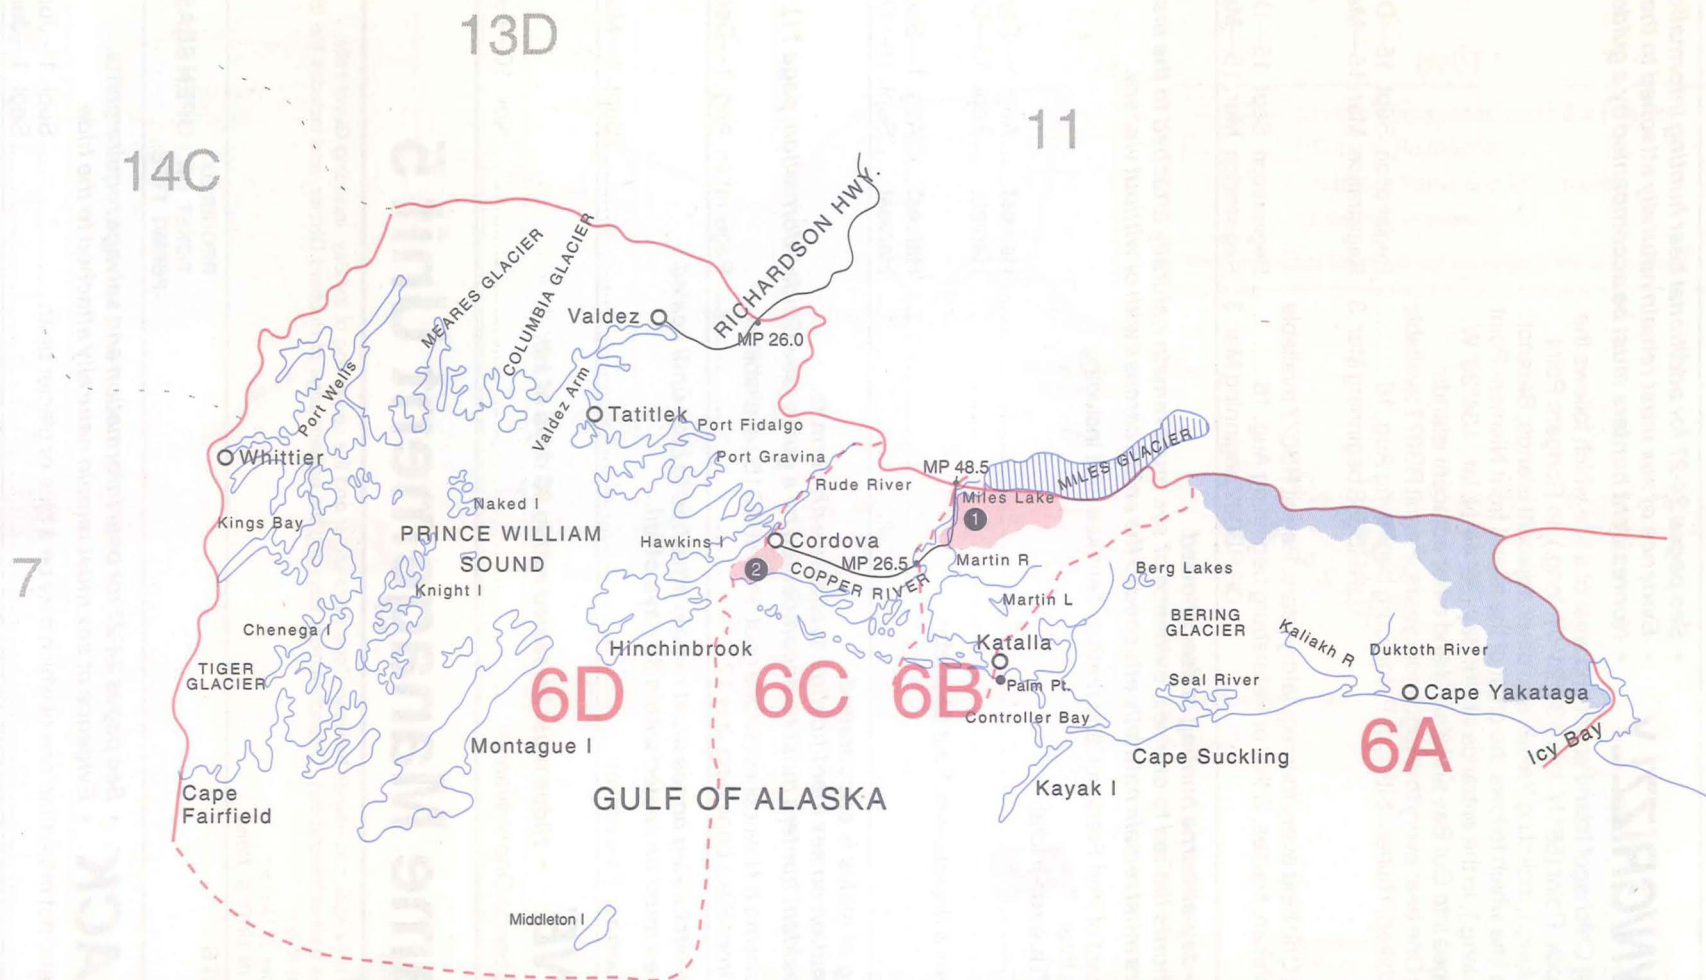 13D
11
14C
RICHARDSON HWY.
MEARES GLACIER
COLUMBIA GLACIER
Valdez
MP 26.0
Port Wells
Valdez Arm
Tatitlek
Port Fidalgo
Whittier
Port Gravina
MILES GLACIER
MP 48.5
Rude River
Miles Lake
Naked I
1
Kings Bay
PRINCE WILLIAM
SOUND
Hawkins I
Cordova
MP 26.5
Martin R
2
COPPER RIVER
Berg Lakes
7
Knight I
Martin L
BERING
GLACIER
Chenega I
Kaliakh R
Hinchinbrook
Katalla
Duktoth River
TIGER
GLACIER
Palm Pt.
Seal River
Cape Yakataga
6D
6C
6B
Controller Bay
6A
Icy Bay
Montague I
Cape Suckling
Cape
Fairfield
GULF OF ALASKA
Kayak I
Middleton I